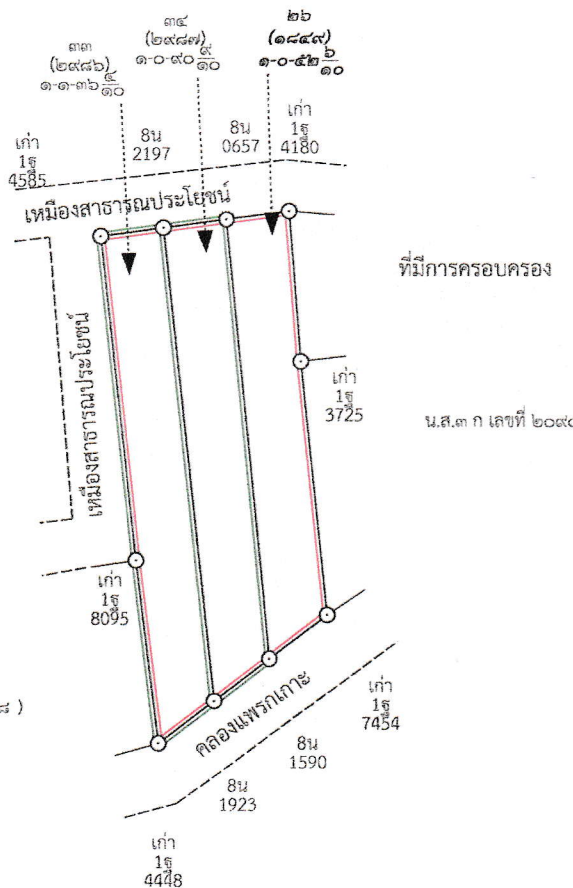 ๓๓
(๒๙๘๖)
๑-๑-๓๖ ๔/๑๐
๓๔
(๒๙๘๗)
๑-๐-๙๐ ๙/๑๐
๒๖
(๑๘๔๙)
๑-๐-๕๒ ๖/๑๐
เก่า
1ฐ
4585
8น
2197
8น
0657
เก่า
1ฐ
4180
เหมืองสาธารณประโยชน์
ที่มีการครอบครอง
เหมืองสาธารณประโยชน์
เก่า
1ฐ
3725
น.ส.๓ ก เลขที่
เก่า
1ฐ
8095
๘ )
คลองแพรกเกาะ
เก่า
1ฐ
7454
8น
1590
8น
1923
เก่า
1ฐ
4448